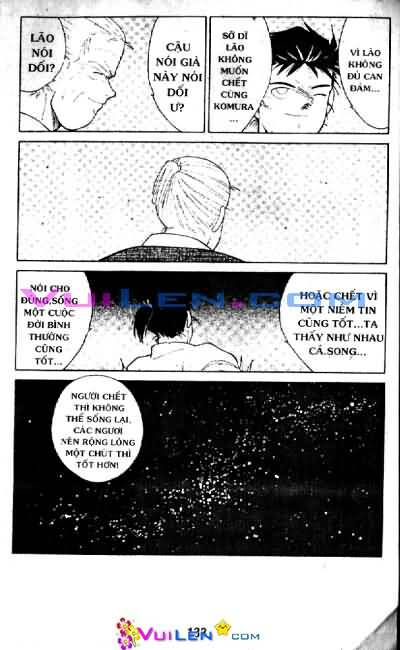 SỞ DĨ
LÃO
KHÔNG
MUỐN
CHẾT
CÙNG
KOMURA
...
VÌ LÃO
KHÔNG
ĐỦ CAN
ĐẢM...
LÃO
NÓI
DỐI?
CẬU
NÓI GIÀ
NÀY NÓI
DỐI
Ư?
NÓI CHO
ĐÚNG,SỐNG
MỘT CUỘC
ĐỜI BÌNH
THƯỜNG
CŨNG
TỐT...
HOẶC CHẾT VÌ
MỘT NIỀM TIN
CŨNG TỐT...TA
THẤY NHƯ NHAU
CẢ.SONG...
VUILEN.COM
NGƯỜI CHẾT
THÌ KHÔNG
THỂ SỐNG LẠI,
CÁC NGƯƠI
NÊN RỘNG LÒNG
MỘT CHÚT THÌ
TỐT HƠN!
VUILEN.COM